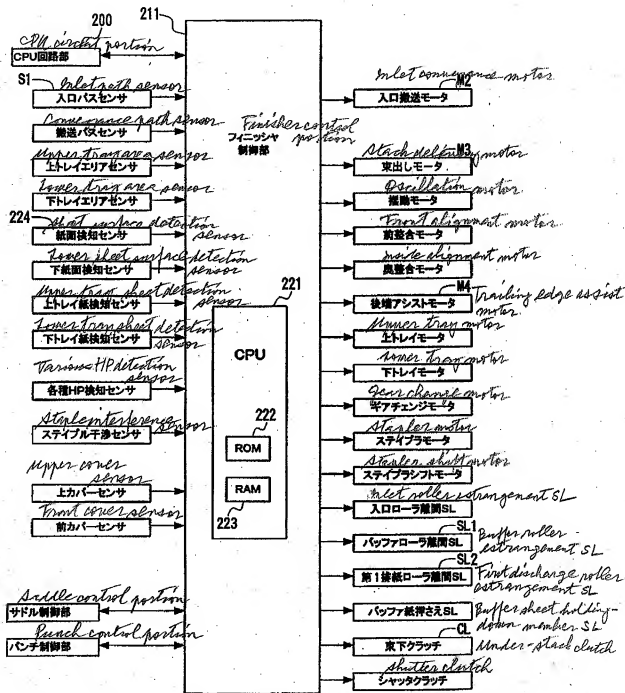 200
211
CPU circuit portion
CPU回路部
S1
Inlet path sensor
入口パスセンサ
Conveyance path sensor
搬送パスセンサ
Upper tray area sensor
上トレイエリアセンサ
Lower tray area sensor
下トレイエリアセンサ
224
Sheet surface detection
sensor
紙面検知センサ
Lower sheet surface detection
sensor
下紙面検知センサ
Upper tray sheet detection
sensor
上トレイ紙検知センサ
Lower tray sheet detection
sensor
下トレイ紙検知センサ
Various HP detection
sensor
各種HP検知センサ
Staple interference
sensor
ステイプル干渉センサ
Upper cover
sensor
上カバーセンサ
Front cover sensor
前カバーセンサ
Saddle control portion
サドル制御部
Punch control portion
パンチ制御部
Finisher control
portion
フィニッシャ
制御部
221
CPU
222
ROM
RAM
223
Inlet conveyance motor
M2
入口搬送モータ
Stack delivery motor
M3
束出しモータ
Oscillation motor
揺動モータ
Front alignment motor
前整合モータ
Inside alignment motor
奥整合モータ
M4
後端アシストモータ
Trailing edge assist
motor
Upper tray motor
上トレイモータ
Lower tray motor
下トレイモータ
Gear change motor
ギアチェンジモータ
Stapler motor
ステイプラモータ
Stapler shift motor
ステイプラシフトモータ
Inlet roller estrangement SL
入口ローラ離間SL
SL1
バッファローラ離間SL
Buffer roller
estrangement SL
SL2
第1排紙ローラ離間SL
First discharge roller
estrangement SL
バッファ紙押さえSL
Buffer sheet holding-
down member SL
CL
束下クラッチ
Under-stack clutch
Shutter clutch
シャッタクラッチ